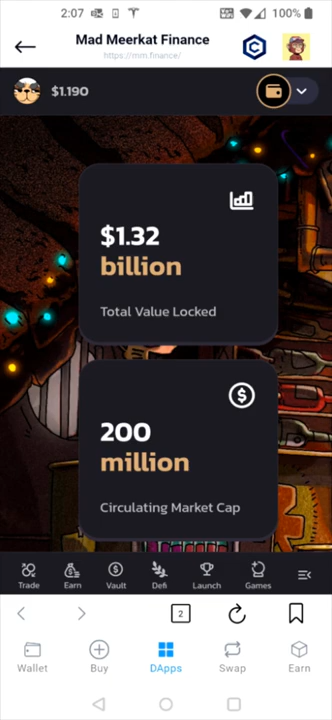 2:07
100%
Mad Meerkat Finance
https://mm.finance/
$1.190
$1.32
billion
Total Value Locked
200
million
Circulating Market Cap
Trade Earn Vault Defi Launch Games
2
Wallet Buy DApps Swap Earn